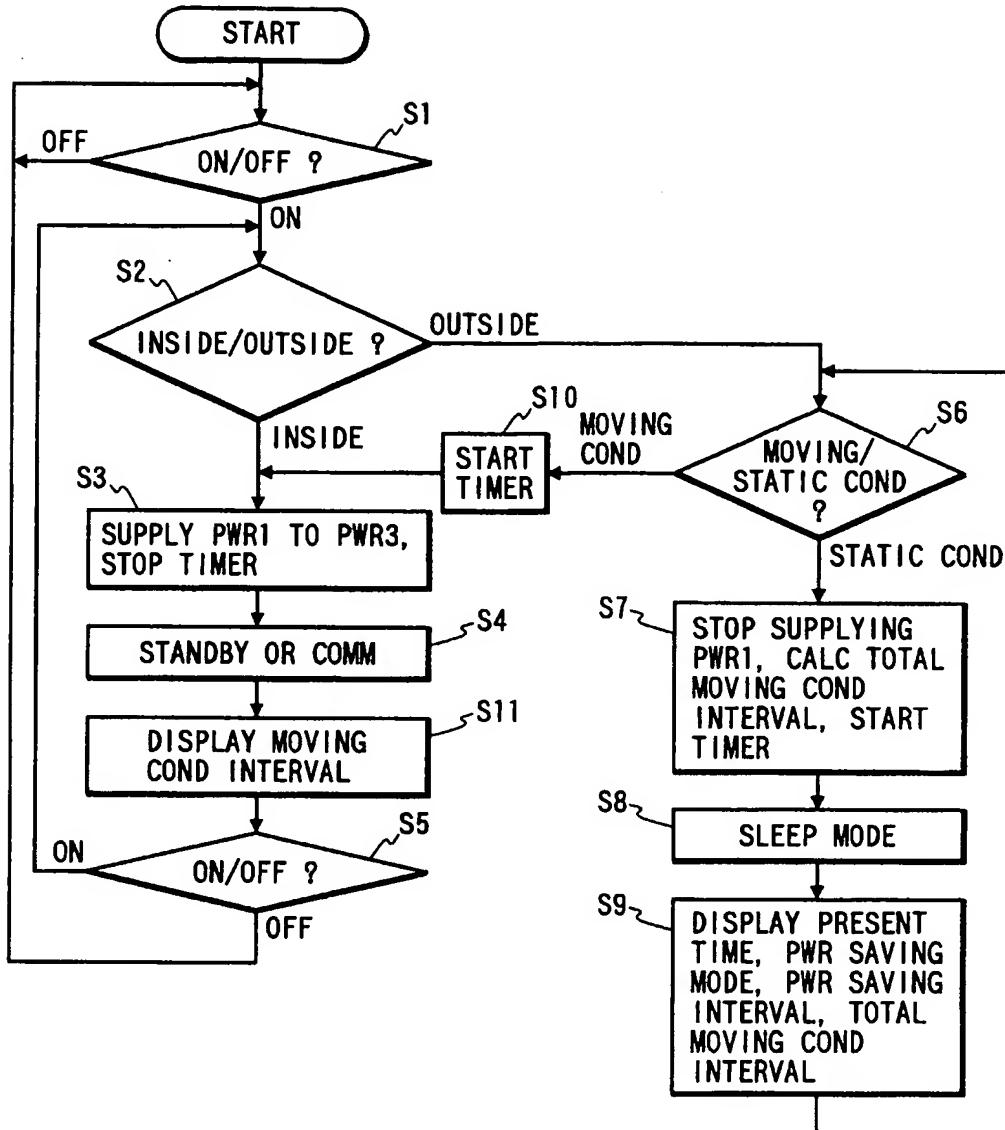 START
S1
OFF
ON/OFF ?
ON
S2
INSIDE/OUTSIDE ?
OUTSIDE
INSIDE
S10
START
TIMER
MOVING
COND
S6
MOVING/
STATIC COND
?
STATIC COND
S3
SUPPLY PWR1 TO PWR3,
STOP TIMER
S4
STANDBY OR COMM
S11
DISPLAY MOVING
COND INTERVAL
S5
ON
ON/OFF ?
OFF
S7
STOP SUPPLYING
PWR1, CALC TOTAL
MOVING COND
INTERVAL, START
TIMER
S8
SLEEP MODE
S9
DISPLAY PRESENT
TIME, PWR SAVING
MODE, PWR SAVING
INTERVAL, TOTAL
MOVING COND
INTERVAL